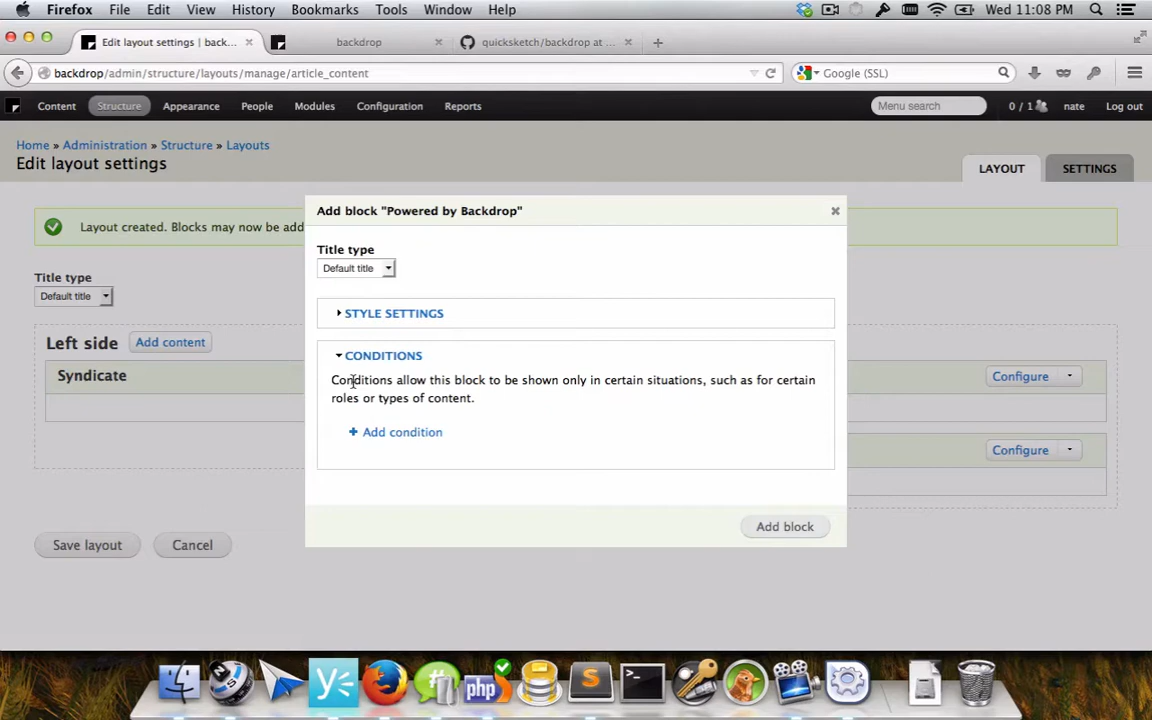 Firefox File Edit View History Bookmarks Tools Window Help Wed 11:08 PM
Edit layout settings | back... backdrop quicksketch/backdrop at ...
backdrop/admin/structure/layouts/manage/article_content Google (SSL)
Content Structure Appearance People Modules Configuration Reports Menu search 0 / 1 nate Log out
Home » Administration » Structure » Layouts
Edit layout settings
LAYOUT SETTINGS
Layout created. Blocks may now be add
Title type
Default title
Left side Add content
Syndicate
Configure
Configure
Save layout Cancel
Add block "Powered by Backdrop"
Title type
Default title
STYLE SETTINGS
CONDITIONS
Conditions allow this block to be shown only in certain situations, such as for certain
roles or types of content.
+ Add condition
Add block
php